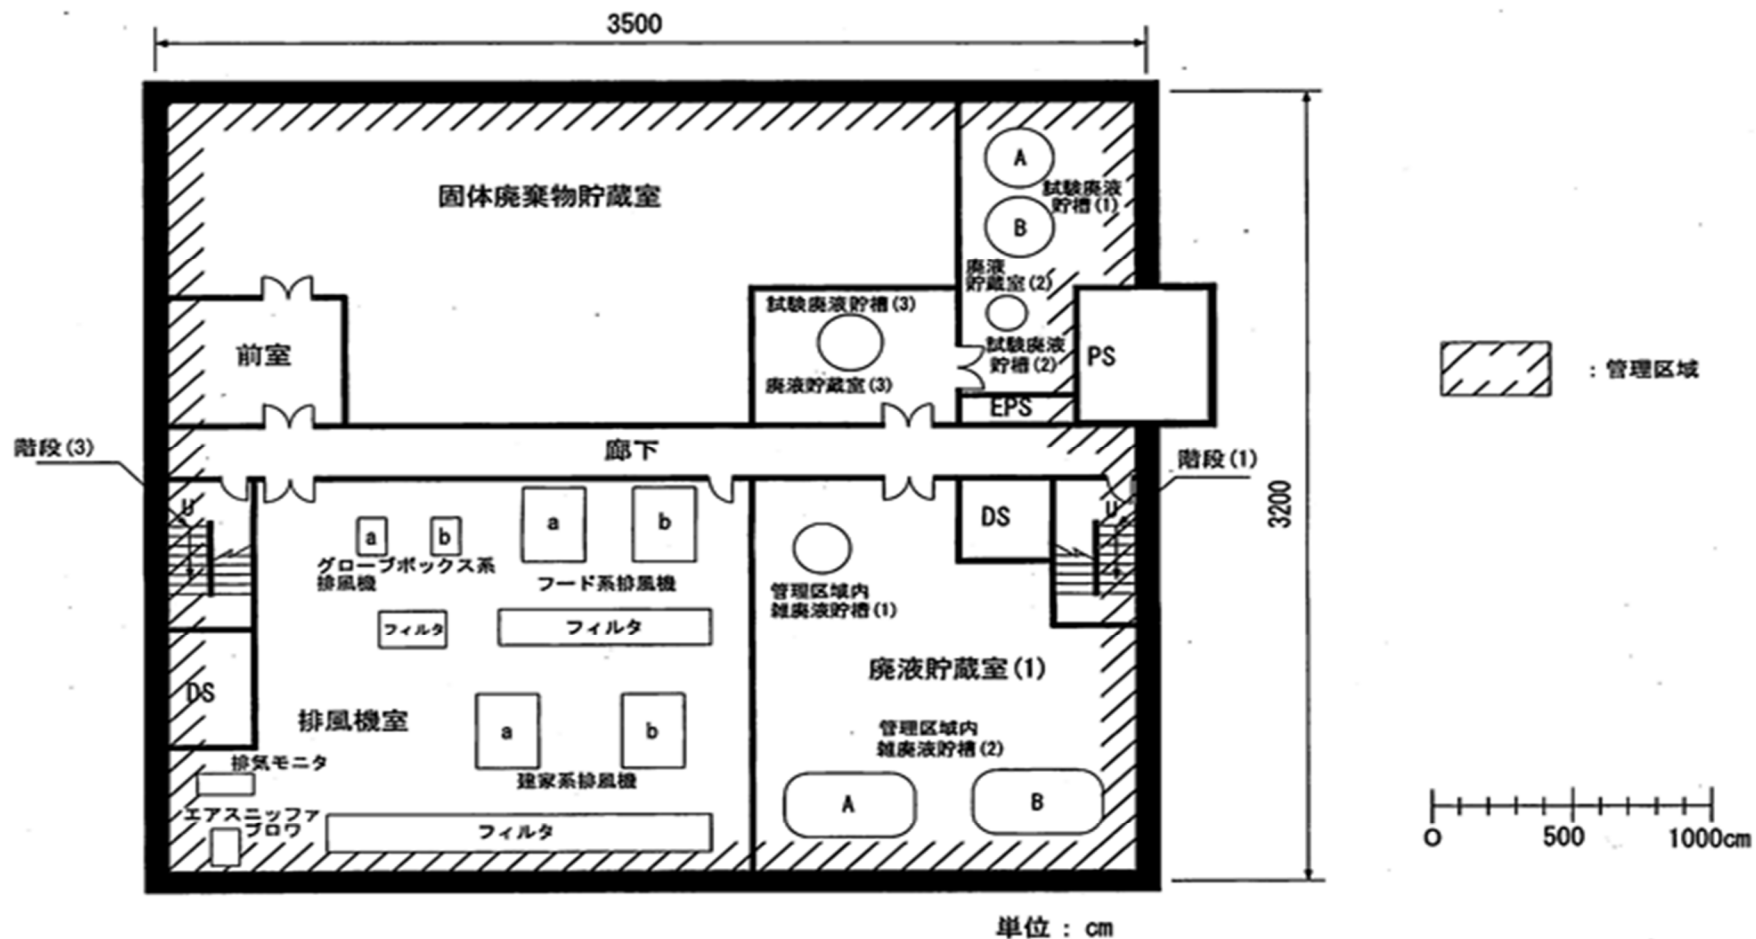 3500
固体廃棄物貯蔵室
A
試験廃液
貯槽(1)
B
廃液
貯蔵室(2)
試験廃液貯槽(3)
前室
試験廃液
貯槽(2)
PS
廃液貯蔵室(3)
EPS
:管理区域
階段(3)
廊下
階段(1)
3200
U
a
b
グローブボックス系
排風機
a
b
フード系排風機
DS
U
管理区域内
雑廃液貯槽(1)
フィルタ
フィルタ
廃液貯蔵室(1)
DS
排風機室
a
b
建家系排風機
管理区域内
雑廃液貯槽(2)
排気モニタ
エアスニッファ
ブロワ
フィルタ
A
B
0
500
1000cm
単位:cm